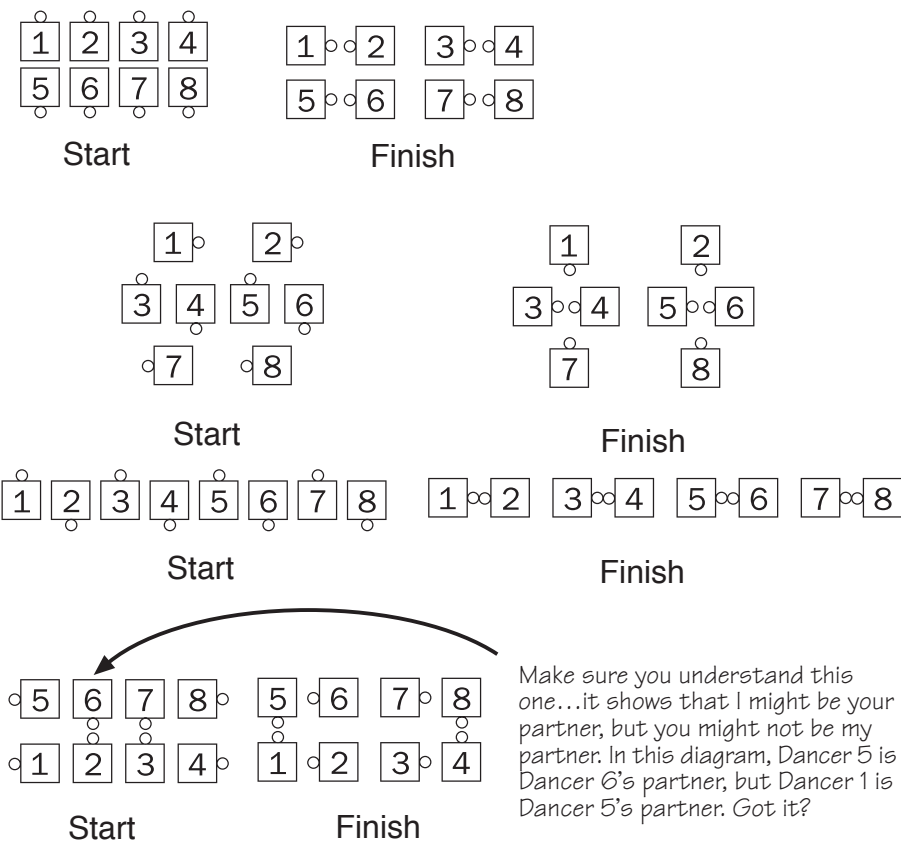 1 2 3 4
5 6 7 8
Start
1 2 3 4
5 6 7 8
Finish
1 2
3 4 5 6
7 8
Start
1 2
3 4 5 6
7 8
Finish
1 2 3 4 5 6 7 8
Start
1 2 3 4 5 6 7 8
Finish
5 6 7 8
1 2 3 4
Start
5 6 7 8
1 2 3 4
Finish
Make sure you understand this
one...it shows that I might be your
partner, but you might not be my
partner. In this diagram, Dancer 5 is
Dancer 6's partner, but Dancer 1 is
Dancer 5's partner. Got it?